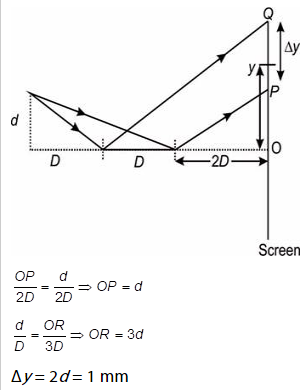 Q
Δy
y
P
d
D
D
2D
O
Screen
OP/2D = d/2D ⇒ OP = d
d/D = OR/3D ⇒ OR = 3d
Δy = 2d = 1 mm